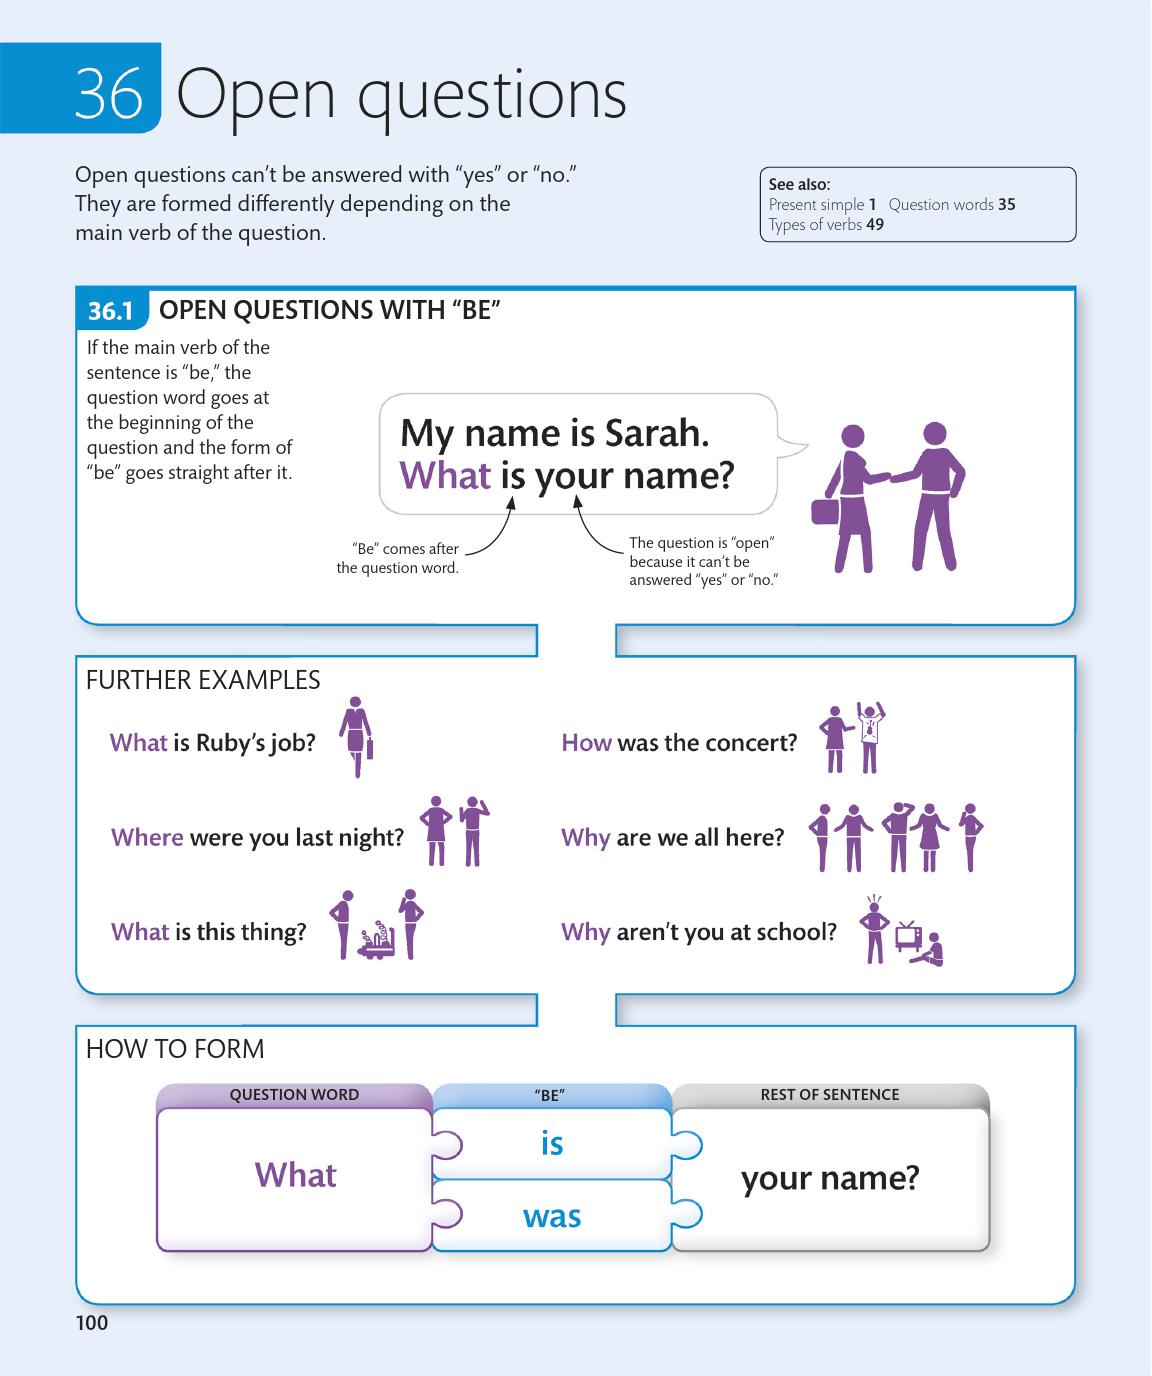 36 Open questions
Open questions can’t be answered with “yes” or “no.”
They are formed differently depending on the
main verb of the question.
See also:
Present simple 1 Question words 35
Types of verbs 49
36.1 OPEN QUESTIONS WITH “BE”
If the main verb of the
sentence is “be,” the
question word goes at
the beginning of the
question and the form of
“be” goes straight after it.
My name is Sarah.
What is your name?
“Be” comes after
the question word.
The question is “open”
because it can’t be
answered “yes” or “no.”
FURTHER EXAMPLES
What is Ruby’s job?
How was the concert?
Where were you last night?
Why are we all here?
What is this thing?
Why aren’t you at school?
HOW TO FORM
QUESTION WORD
“BE”
REST OF SENTENCE
What
is
was
your name?
100